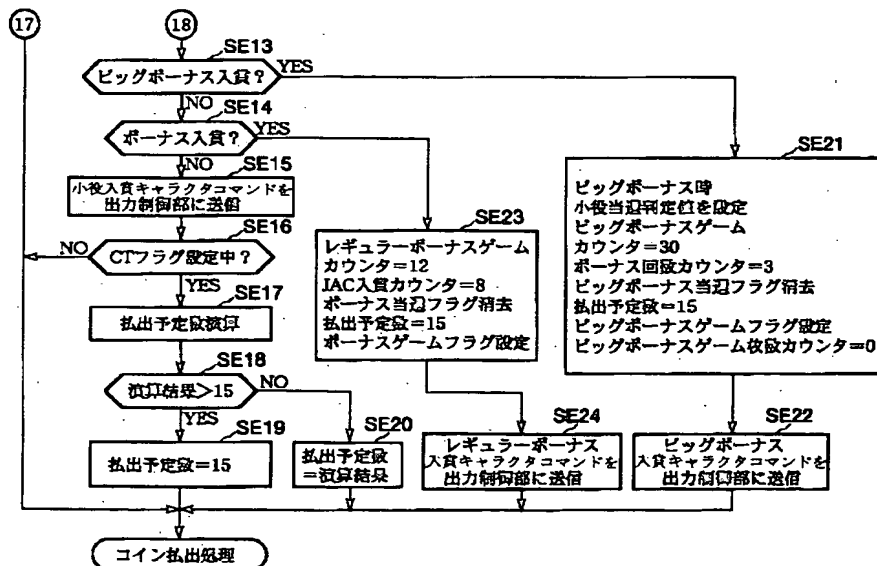 17
18
SE13
ビッグボーナス入賞?
YES
NO
SE14
ボーナス入賞?
YES
NO
SE15
小役入賞キャラクタコマンドを
出力制御部に送信
SE16
CTフラグ設定中?
NO
YES
SE17
払出予定数演算
SE18
演算結果>15
NO
YES
SE19
払出予定数=15
SE20
払出予定数
=演算結果
SE23
レギュラーボーナスゲーム
カウンタ=12
JAC入賞カウンタ=8
ボーナス当選フラグ消去
払出予定数=15
ボーナスゲームフラグ設定
SE24
レギュラーボーナス
入賞キャラクタコマンドを
出力制御部に送信
SE21
ビッグボーナス時
小役当選判定値を設定
ビッグボーナスゲーム
カウンタ=30
ボーナス回数カウンタ=3
ビッグボーナス当選フラグ消去
払出予定数=15
ビッグボーナスゲームフラグ設定
ビッグボーナスゲーム枚数カウンタ=0
SE22
ビッグボーナス
入賞キャラクタコマンドを
出力制御部に送信
コイン払出処理